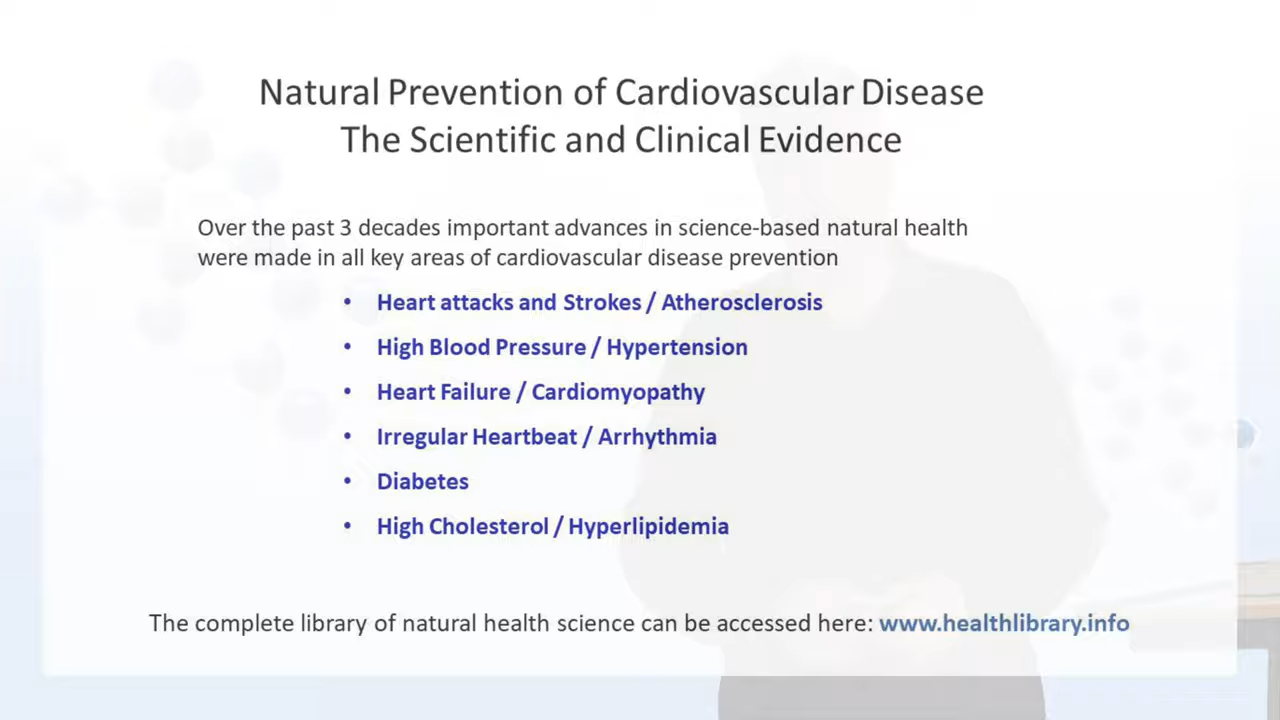 Natural Prevention of Cardiovascular Disease
The Scientific and Clinical Evidence
Over the past 3 decades important advances in science-based natural health
were made in all key areas of cardiovascular disease prevention
• Heart attacks and Strokes / Atherosclerosis
• High Blood Pressure / Hypertension
• Heart Failure / Cardiomyopathy
• Irregular Heartbeat / Arrhythmia
• Diabetes
• High Cholesterol / Hyperlipidemia
The complete library of natural health science can be accessed here: www.healthlibrary.info